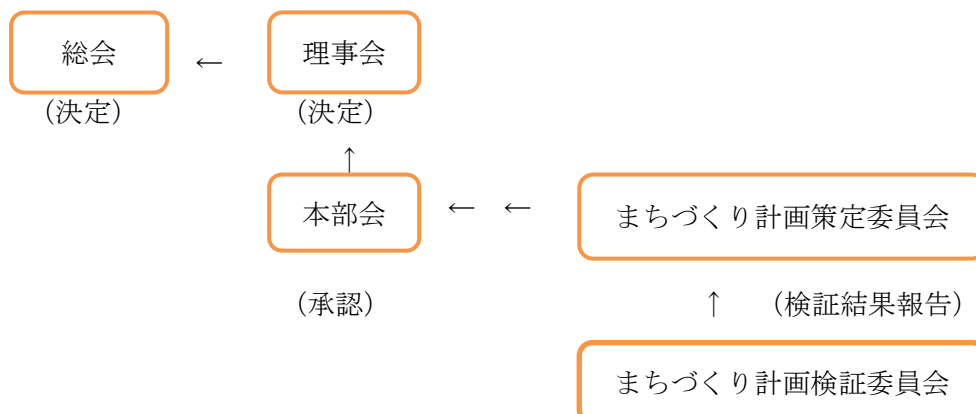 総会 ← 理事会
(決定) (決定)
↑
本部会 ← ← まちづくり計画策定委員会
(承認) ↑ (検証結果報告)
まちづくり計画検証委員会